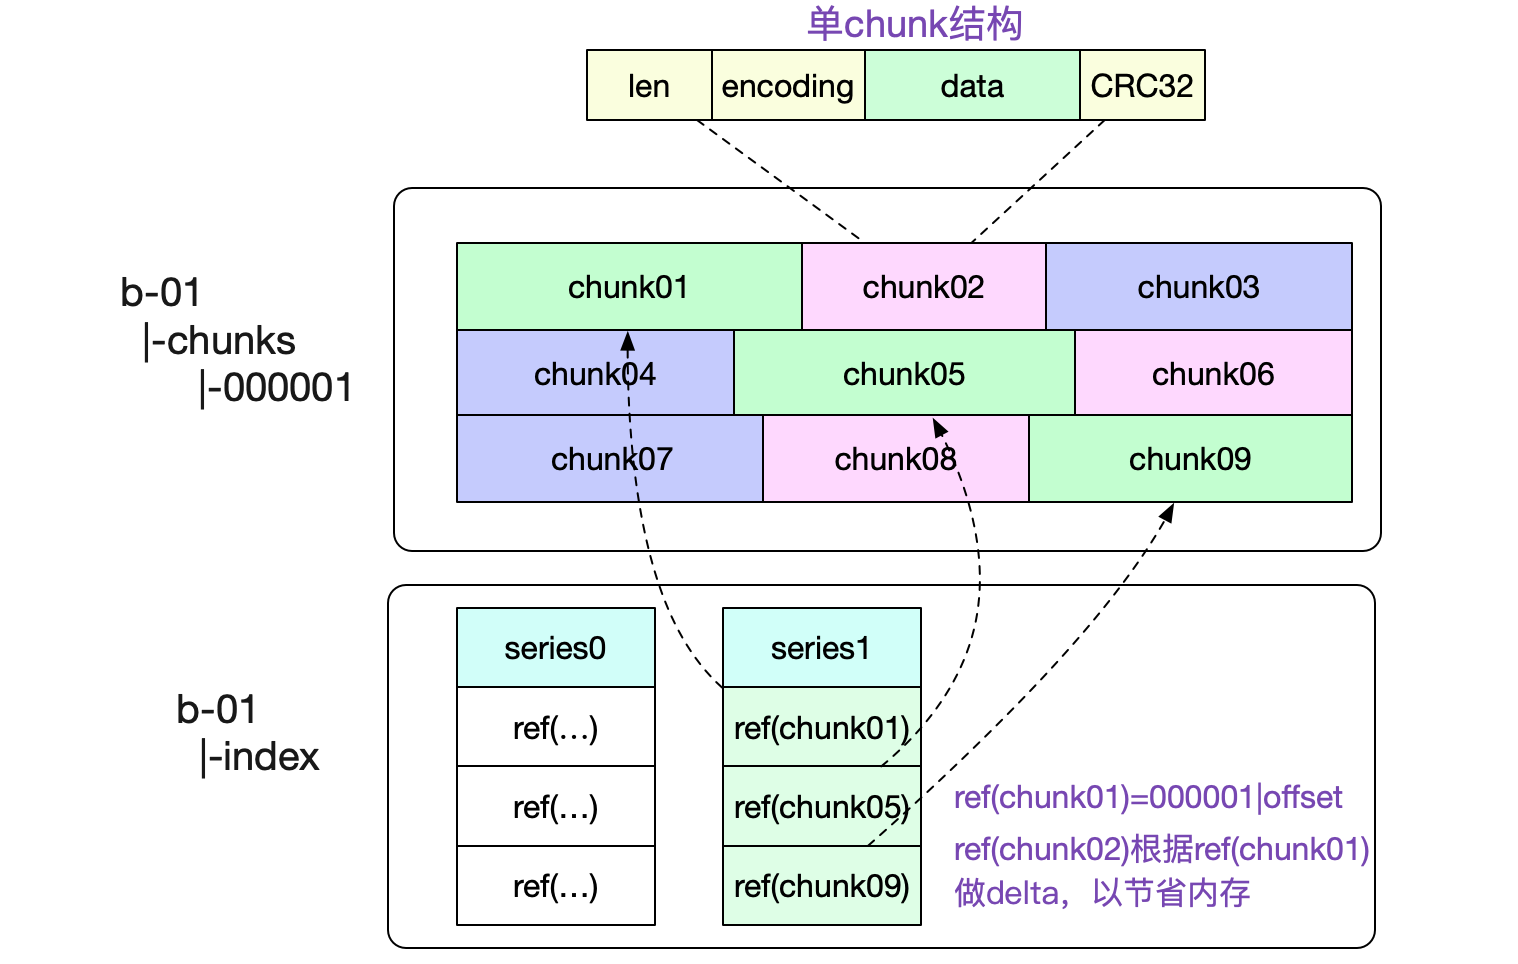 单chunk结构
len encoding data CRC32
b-01
|-chunks
|-000001
chunk01 chunk02 chunk03
chunk04 chunk05 chunk06
chunk07 chunk08 chunk09
b-01
|-index
series0 series1
ref(...) ref(chunk01)
ref(...) ref(chunk05)
ref(...) ref(chunk09)
ref(chunk01)=000001|offset
ref(chunk02)根据ref(chunk01)
做delta，以节省内存